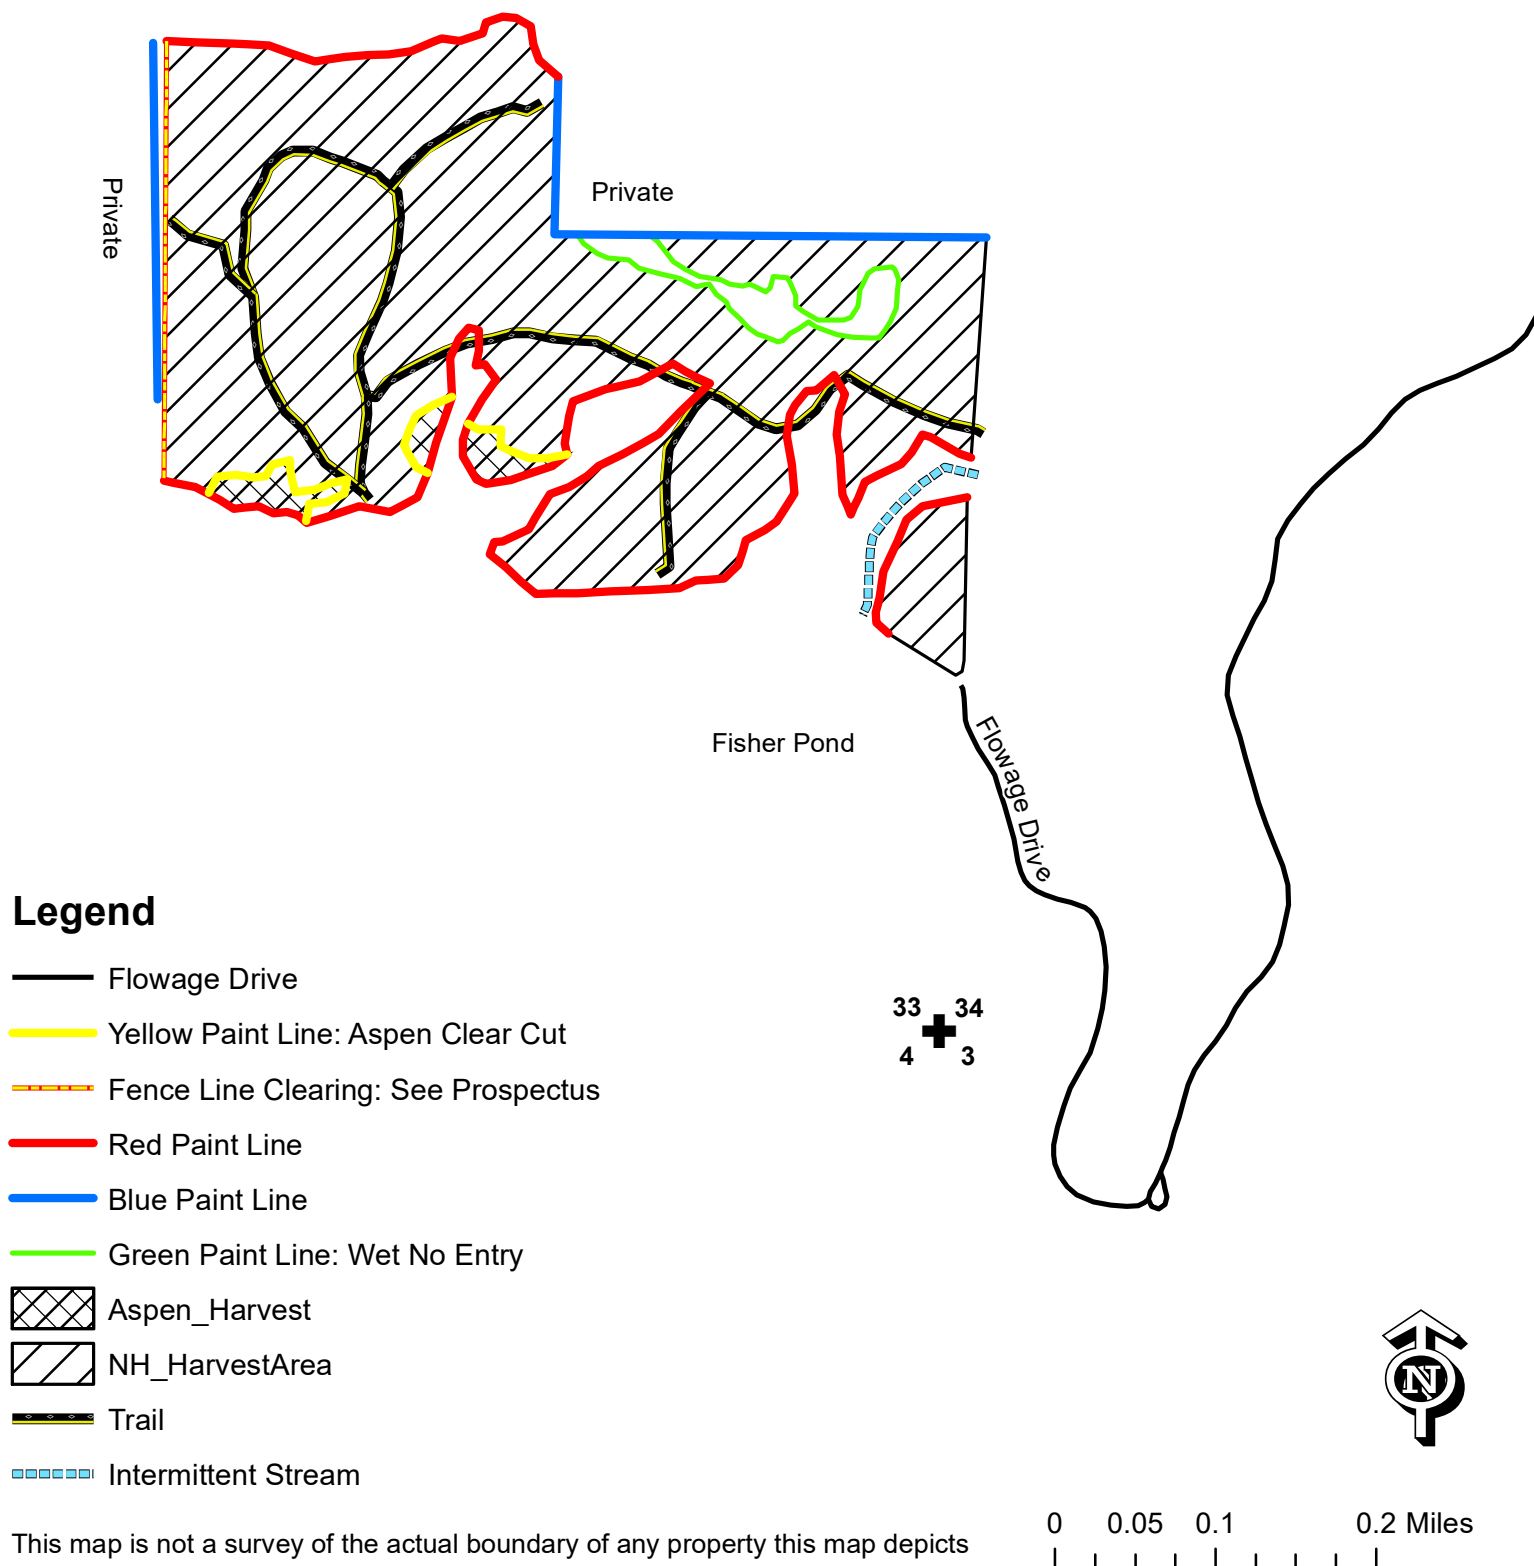 Private
Private
Fisher Pond
Flowage Drive
33 34
4 3
Legend
Flowage Drive
Yellow Paint Line: Aspen Clear Cut
Fence Line Clearing: See Prospectus
Red Paint Line
Blue Paint Line
Green Paint Line: Wet No Entry
Aspen_Harvest
NH_HarvestArea
Trail
Intermittent Stream
N
This map is not a survey of the actual boundary of any property this map depicts
0 0.05 0.1 0.2 Miles